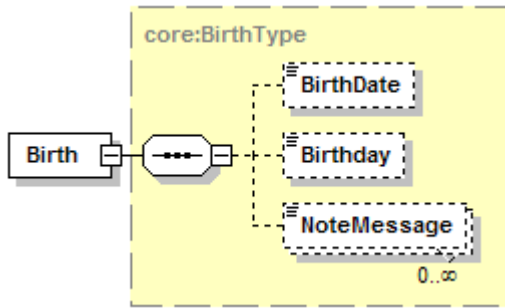 core:BirthType
BirthDate
Birth
Birthday
NoteMessage
0..∞